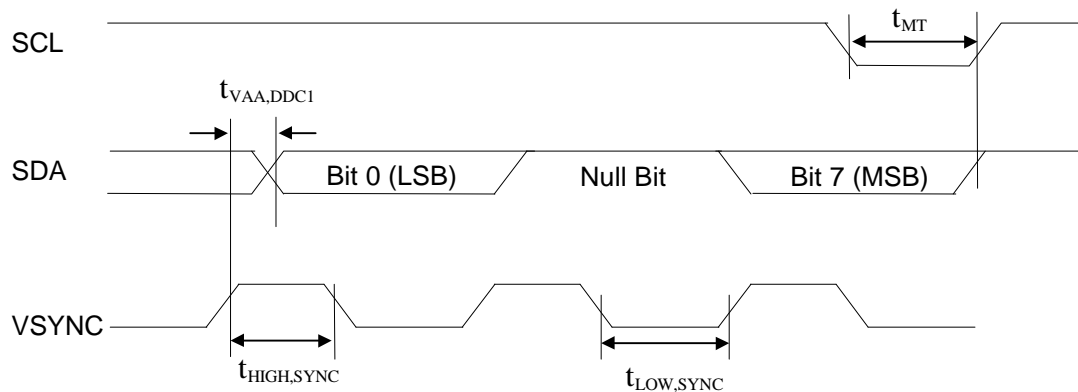 SCL
t_MT
t_VAA,DDC1
SDA
Bit 0 (LSB)
Null Bit
Bit 7 (MSB)
VSYNC
t_HIGH,SYNC
t_LOW,SYNC